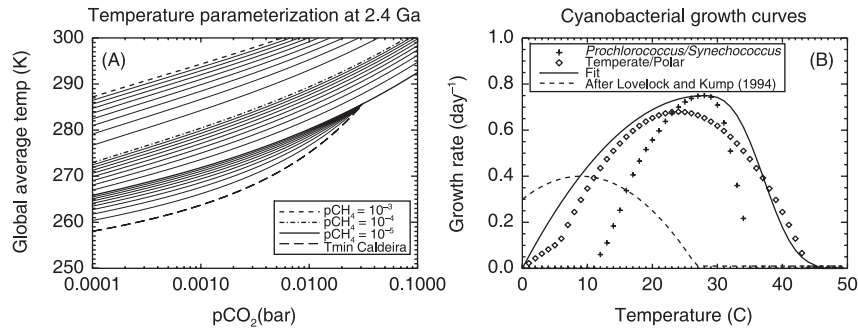 Temperature parameterization at 2.4 Ga
(A)
Global average temp (K)
300
290
280
270
260
250
0.0001
0.0010
0.0100
0.1000
pCO₂(bar)
pCH₄ = 10⁻³
pCH₄ = 10⁻⁴
pCH₄ = 10⁻⁵
Tmin Caldeira
Cyanobacterial growth curves
(B)
Growth rate (day⁻¹)
1.0
0.8
0.6
0.4
0.2
0.0
0
10
20
30
40
50
Temperature (C)
Prochlorococcus/Synechococcus
Temperate/Polar
Fit
After Lovelock and Kump (1994)